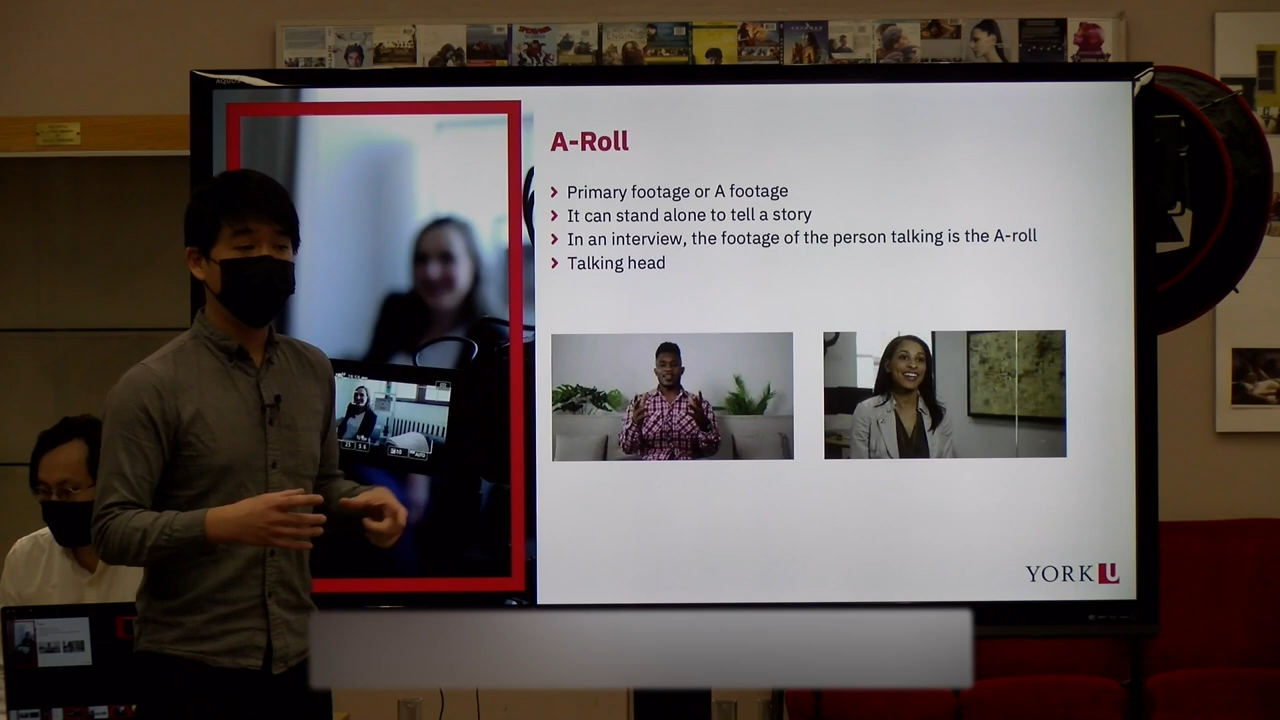 A-Roll
Primary footage or A footage
It can stand alone to tell a story
In an interview, the footage of the person talking is the A-roll
Talking head
YORK U